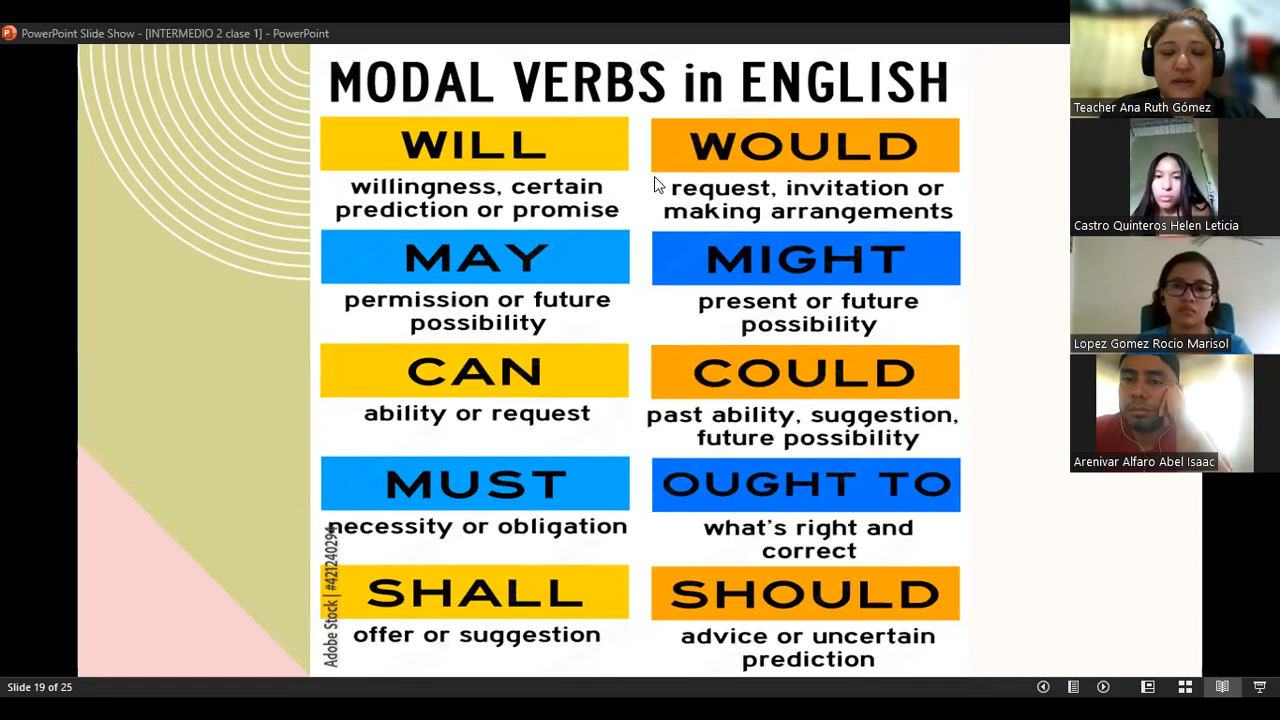 PowerPoint Slide Show - [INTERMEDIO 2 clase 1] - PowerPoint
MODAL VERBS in ENGLISH
WILL
willingness, certain
prediction or promise
WOULD
request, invitation or
making arrangements
MAY
permission or future
possibility
MIGHT
present or future
possibility
CAN
ability or request
COULD
past ability, suggestion,
future possibility
MUST
necessity or obligation
OUGHT TO
what's right and
correct
SHALL
offer or suggestion
SHOULD
advice or uncertain
prediction
Adobe Stock | #421240294
Teacher Ana Ruth Gómez
Castro Quinteros Helen Leticia
Lopez Gomez Rocio Marisol
Arenivar Alfaro Abel Isaac
Slide 19 of 25